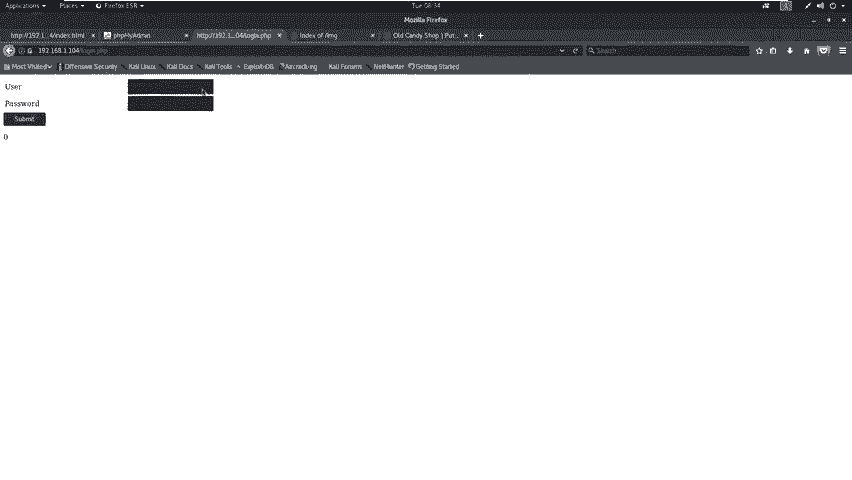 Applications Places Firefox ESR Tue 08:34
Mozilla Firefox
http://192.1...4/index.html phpMyAdmin http://192.1...04/login.php Index of /img Old Candy Shop | Put...
192.168.1.104/login.php Search
Most Visited Offensive Security Kali Linux Kali Docs Kali Tools Exploit-DB Aircrack-ng Kali Forums NetHunter Getting Started
User
Password
Submit
0